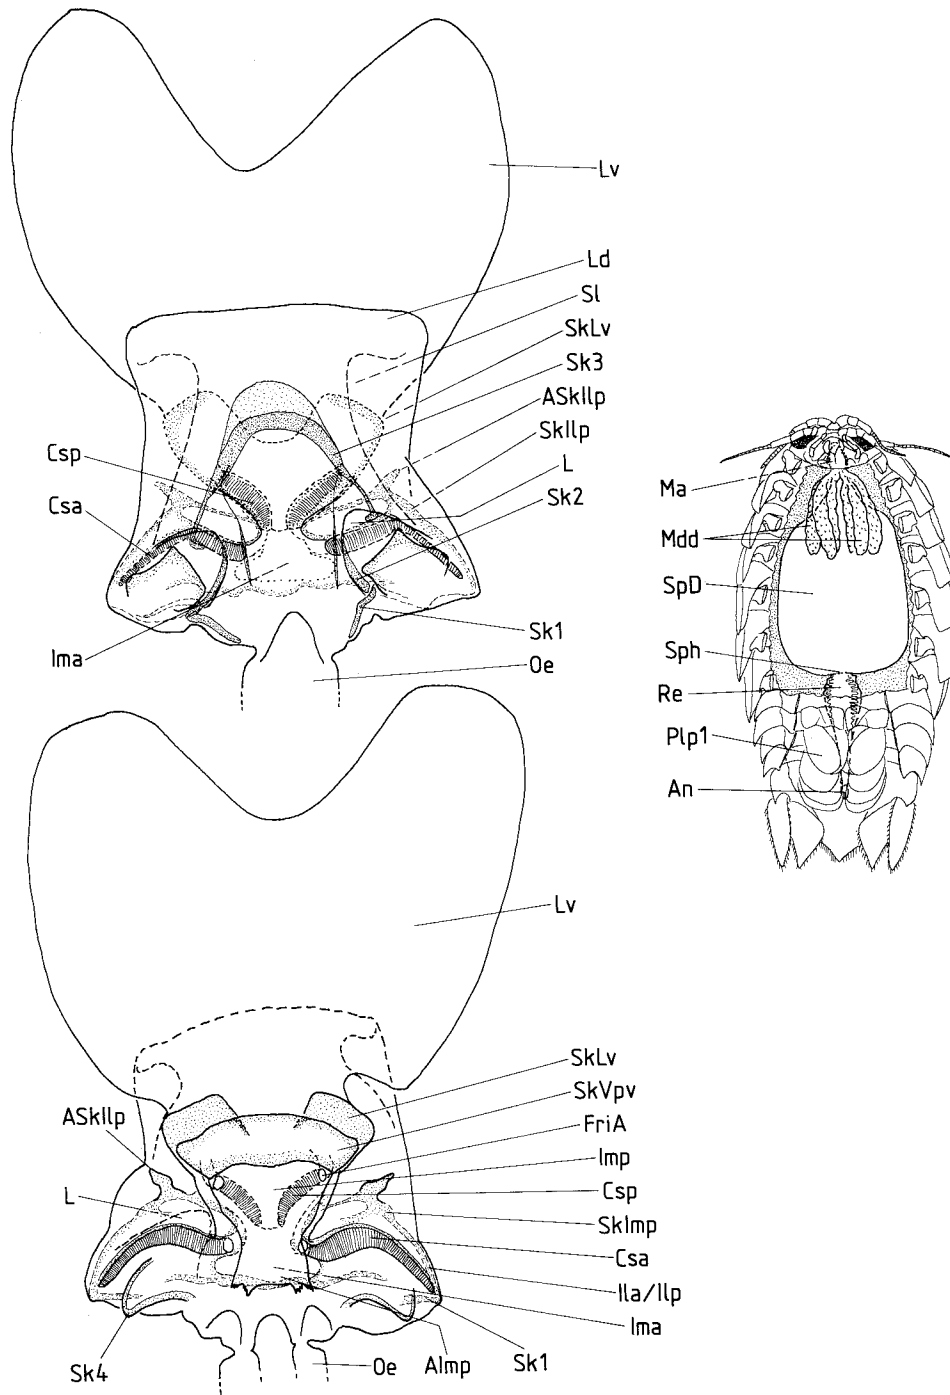 Lv
Ld
Sl
SkLv
Sk3
ASkIlp
SkIlp
L
Sk2
Csp
Csa
Ima
Sk1
Oe
Ma
Mdd
SpD
Sph
Re
Plp1
An
Lv
SkLv
SkVpv
FriA
Imp
Csp
SkImp
Csa
Ila/Ilp
Ima
ASkIlp
L
Sk4
Oe
AImp
Sk1